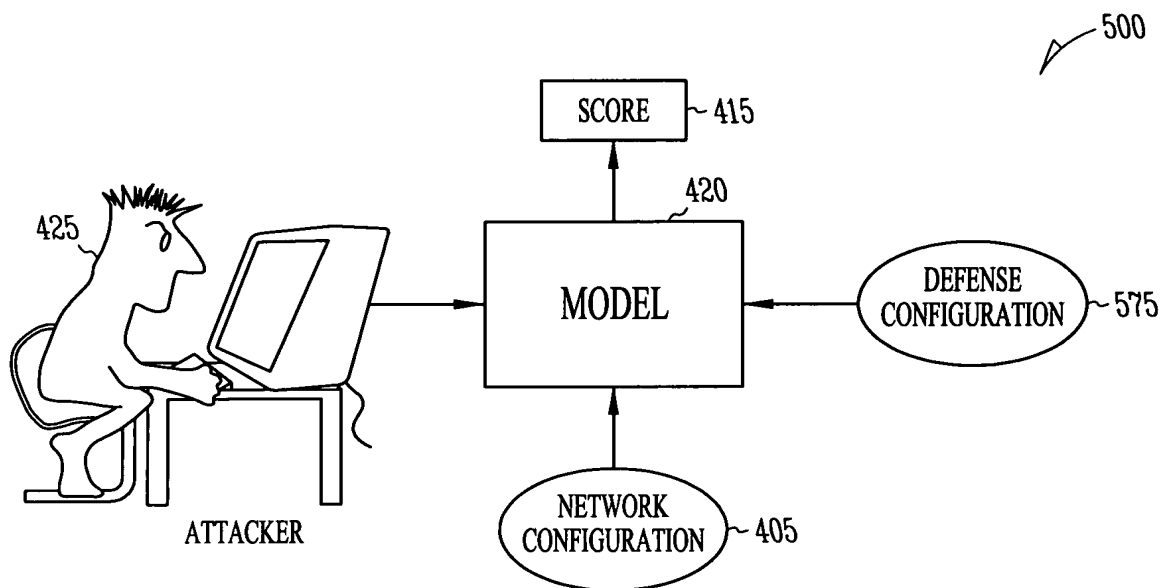 500
SCORE
415
420
425
MODEL
DEFENSE
CONFIGURATION
575
NETWORK
CONFIGURATION
405
ATTACKER